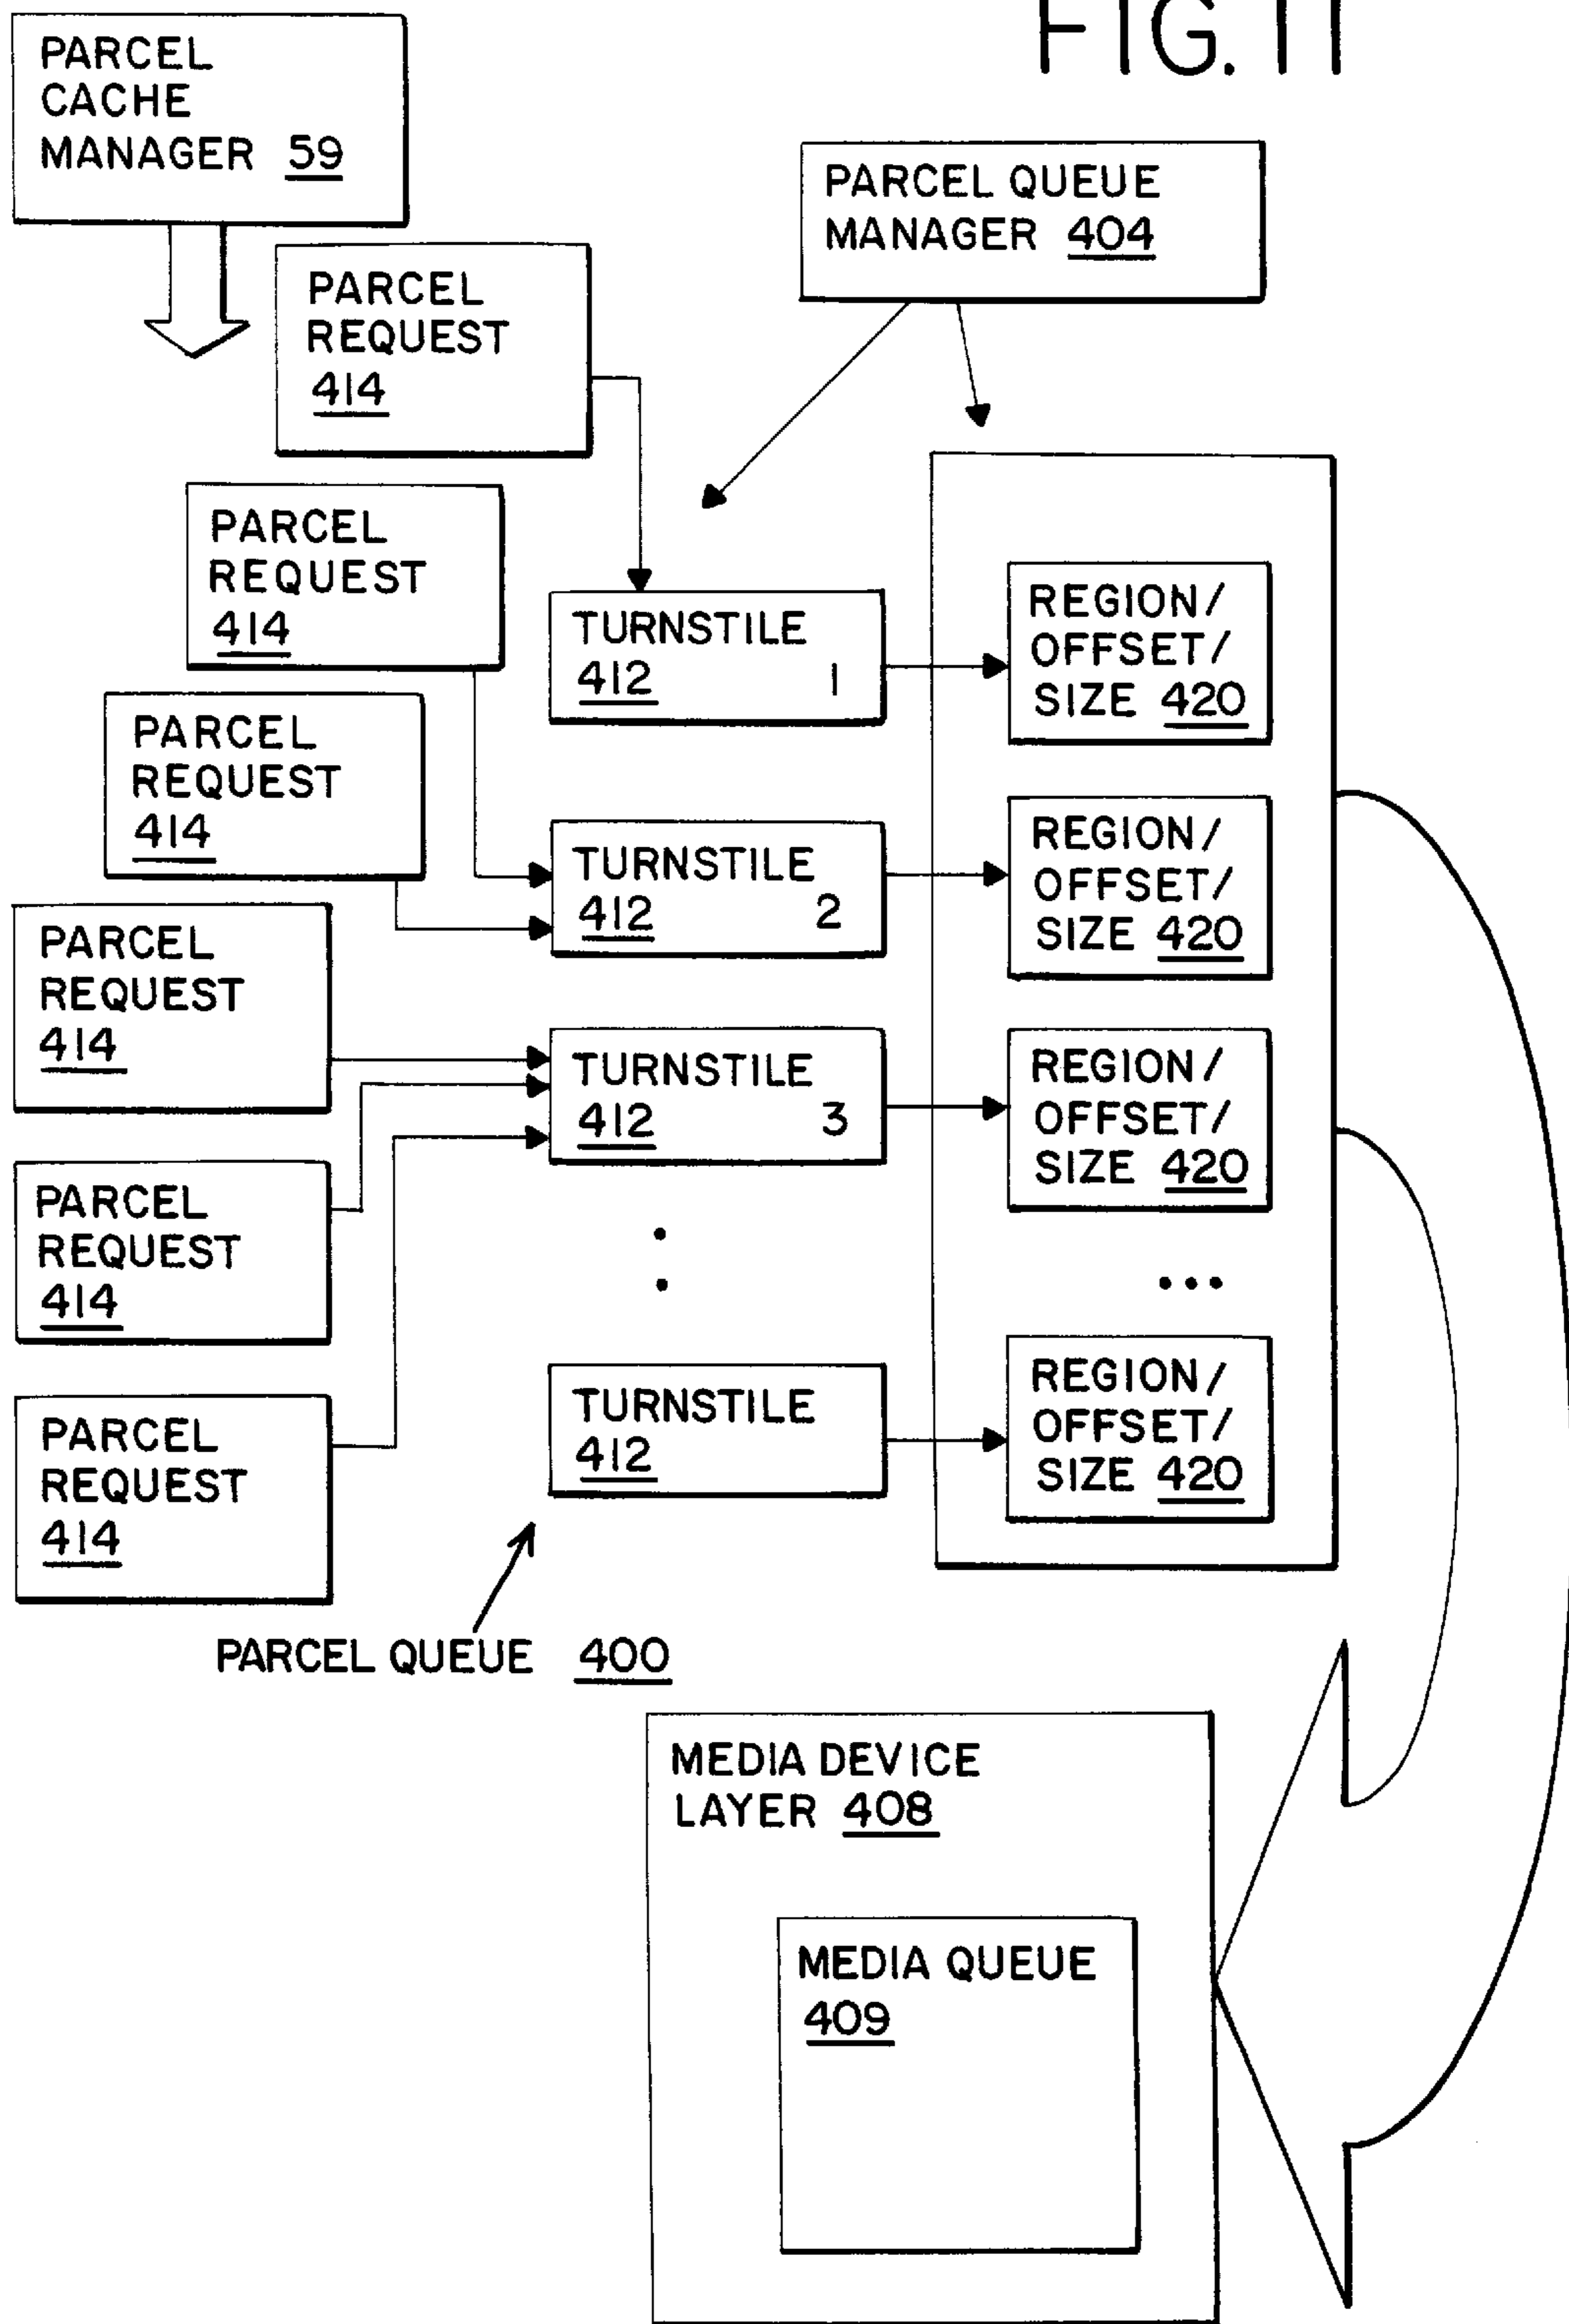 FIG. 11
PARCEL
CACHE
MANAGER 59
PARCEL QUEUE
MANAGER 404
PARCEL
REQUEST
414
PARCEL
REQUEST
414
TURNSTILE
412 1
REGION/
OFFSET/
SIZE 420
PARCEL
REQUEST
414
TURNSTILE
412 2
REGION/
OFFSET/
SIZE 420
PARCEL
REQUEST
414
TURNSTILE
412 3
REGION/
OFFSET/
SIZE 420
PARCEL
REQUEST
414
TURNSTILE
412
REGION/
OFFSET/
SIZE 420
PARCEL
REQUEST
414
PARCEL QUEUE 400
MEDIA DEVICE
LAYER 408
MEDIA QUEUE
409